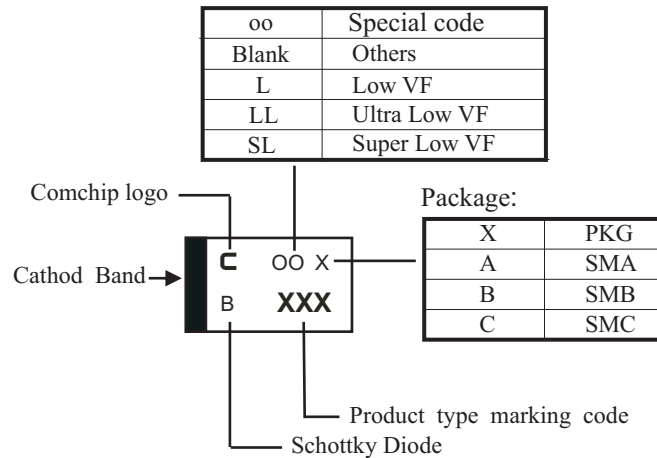 oo Special code
Blank Others
L Low VF
LL Ultra Low VF
SL Super Low VF
Comchip logo
Package:
X PKG
A SMA
B SMB
C SMC
Cathod Band
C OO X
B XXX
Product type marking code
Schottky Diode